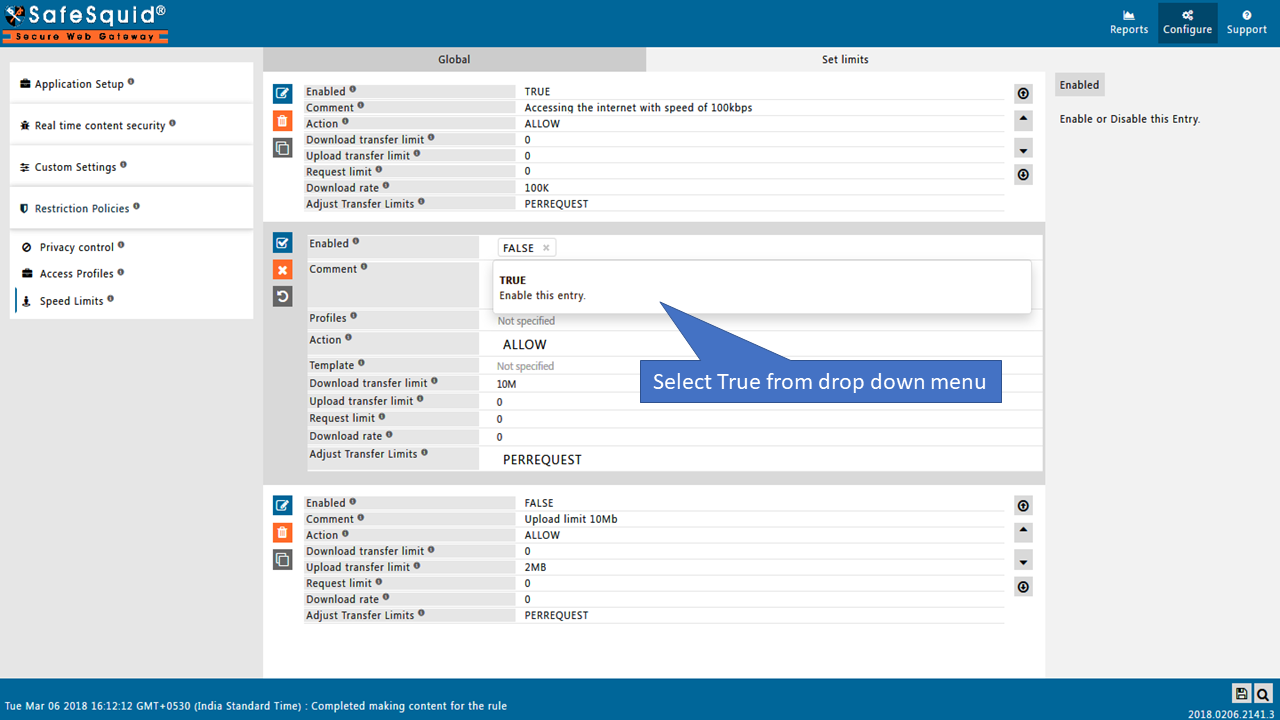 SafeSquid®
Secure Web Gateway
Reports
Configure
Support
Application Setup
Real time content security
Custom Settings
Restriction Policies
Privacy control
Access Profiles
Speed Limits
Global
Set limits
Enabled TRUE
Comment Accessing the internet with speed of 100kbps
Action ALLOW
Download transfer limit 0
Upload transfer limit 0
Request limit 0
Download rate 100K
Adjust Transfer Limits PERREQUEST
Enabled FALSE ×
Comment
TRUE
Enable this entry.
Profiles Not specified
Action ALLOW
Template Not specified
Download transfer limit 10M
Upload transfer limit 0
Request limit 0
Download rate 0
Adjust Transfer Limits PERREQUEST
Select True from drop down menu
Enabled FALSE
Comment Upload limit 10Mb
Action ALLOW
Download transfer limit 0
Upload transfer limit 2MB
Request limit 0
Download rate 0
Adjust Transfer Limits PERREQUEST
Enabled
Enable or Disable this Entry.
Tue Mar 06 2018 16:12:12 GMT+0530 (India Standard Time) : Completed making content for the rule
2018.0206.2141.3